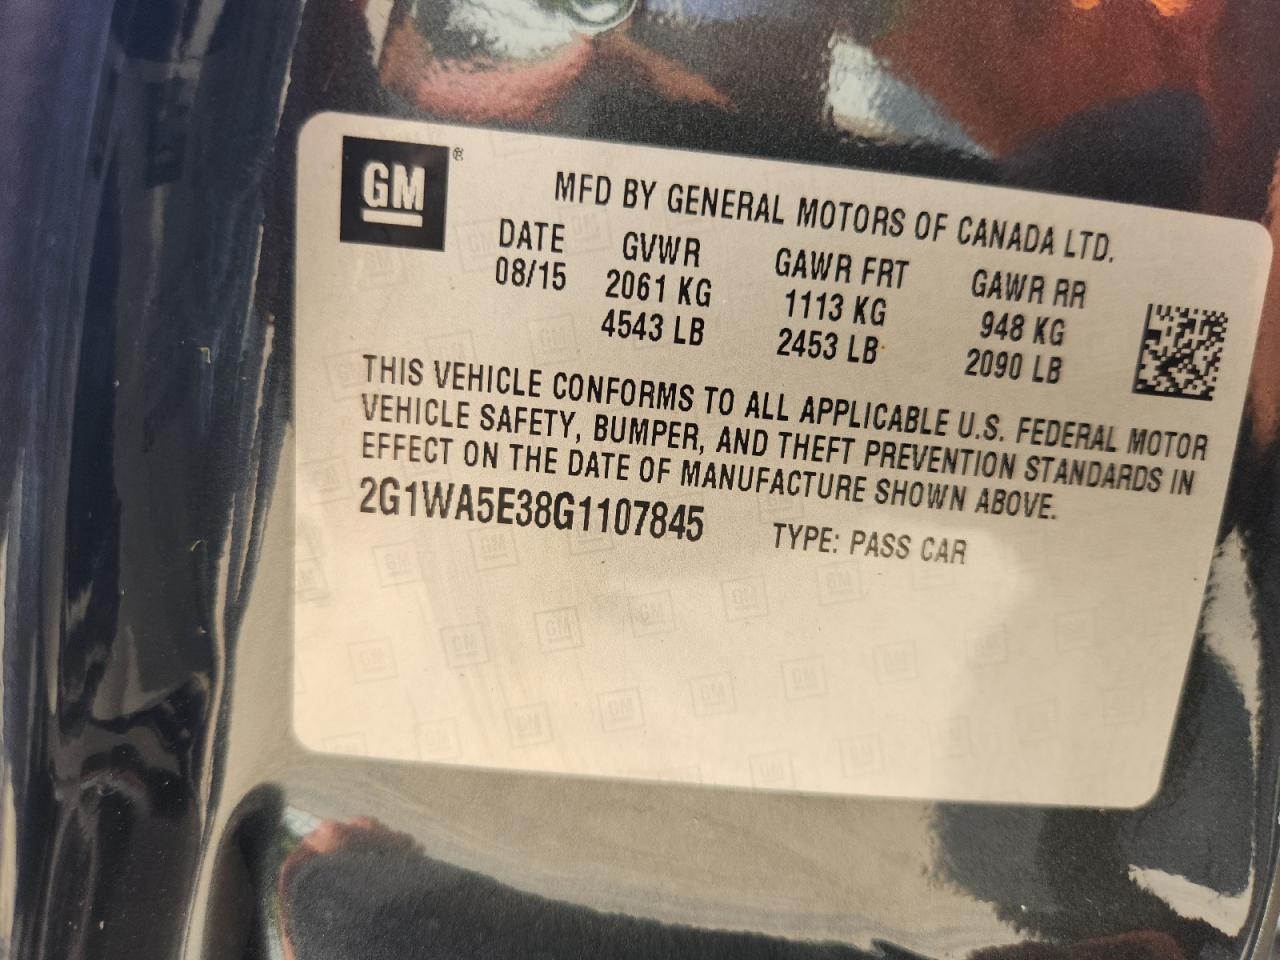 GM ®
MFD BY GENERAL MOTORS OF CANADA LTD.
DATE GVWR GAWR FRT GAWR RR
08/15 2061 KG 1113 KG 948 KG
4543 LB 2453 LB 2090 LB
THIS VEHICLE CONFORMS TO ALL APPLICABLE U.S. FEDERAL MOTOR
VEHICLE SAFETY, BUMPER, AND THEFT PREVENTION STANDARDS IN
EFFECT ON THE DATE OF MANUFACTURE SHOWN ABOVE.
2G1WA5E38G1107845 TYPE: PASS CAR